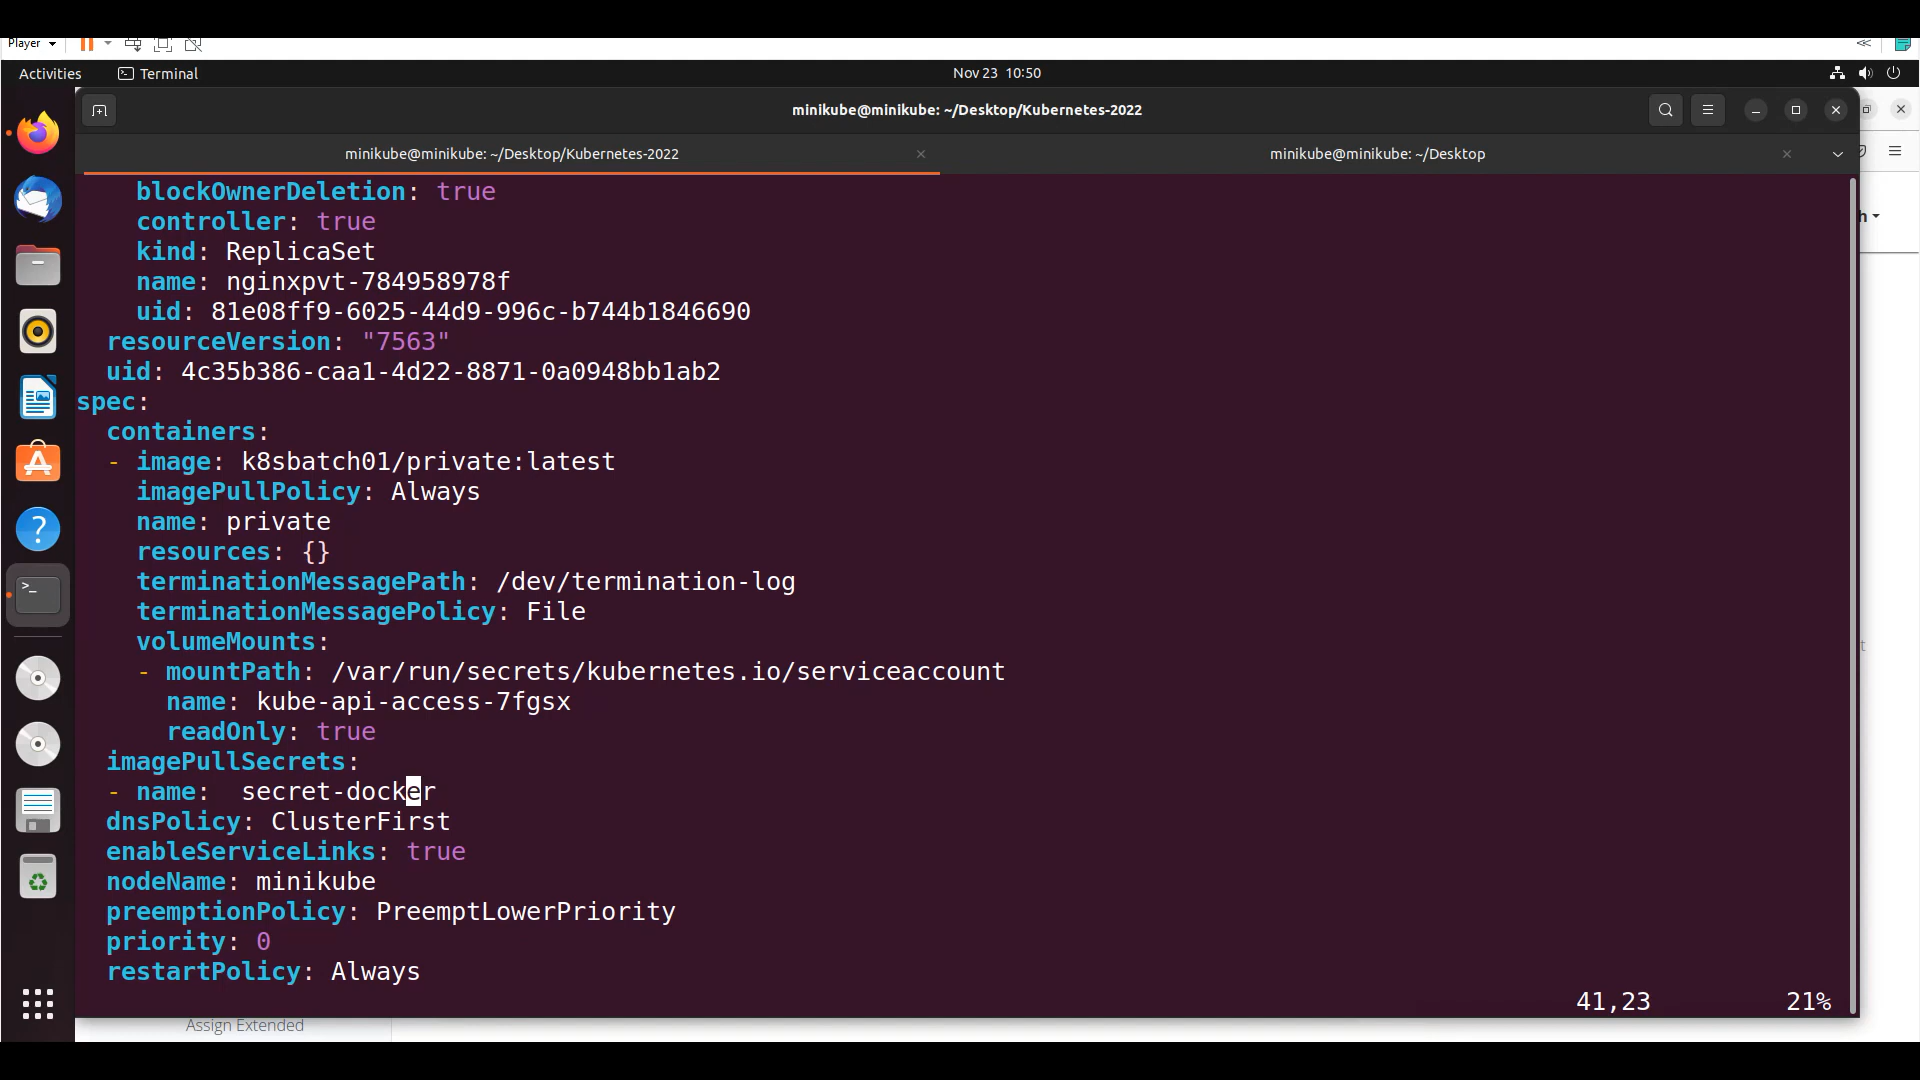 Player
Activities
Terminal
Nov 23 10:50
minikube@minikube: ~/Desktop/Kubernetes-2022
minikube@minikube: ~/Desktop/Kubernetes-2022
minikube@minikube: ~/Desktop
blockOwnerDeletion: true
controller: true
kind: ReplicaSet
name: nginxpvt-784958978f
uid: 81e08ff9-6025-44d9-996c-b744b1846690
resourceVersion: "7563"
uid: 4c35b386-caa1-4d22-8871-0a0948bb1ab2
spec:
containers:
- image: k8sbatch01/private:latest
imagePullPolicy: Always
name: private
resources: {}
terminationMessagePath: /dev/termination-log
terminationMessagePolicy: File
volumeMounts:
- mountPath: /var/run/secrets/kubernetes.io/serviceaccount
name: kube-api-access-7fgsx
readOnly: true
imagePullSecrets:
- name:  secret-docker
dnsPolicy: ClusterFirst
enableServiceLinks: true
nodeName: minikube
preemptionPolicy: PreemptLowerPriority
priority: 0
restartPolicy: Always
41,23 21%
Assign Extended